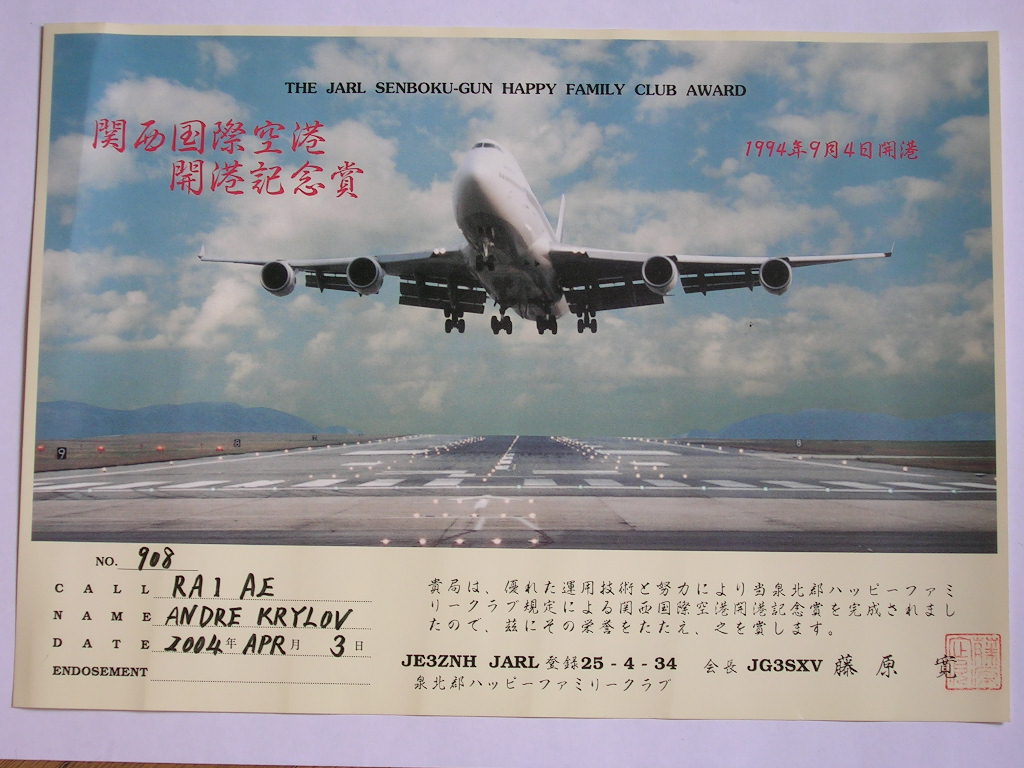 THE JARL SENBOKU-GUN HAPPY FAMILY CLUB AWARD
関西国際空港
開港記念賞
1994年9月4日開港
9
8
8
NO. 908
CALL RA1AE
NAME ANDRE KRYLOV
DATE 2004年 APR月 3日
ENDOSEMENT
貴局は、優れた運用技術と努力により当泉北郡ハッピーファミ
リークラブ規定による関西国際空港開港記念賞を完成されまし
たので、茲にその栄誉をたたえ、之を賞します。
JE3ZNH JARL 登録25-4-34 会長 JG3SXV 藤原 寛
泉北郡ハッピーファミリークラブ